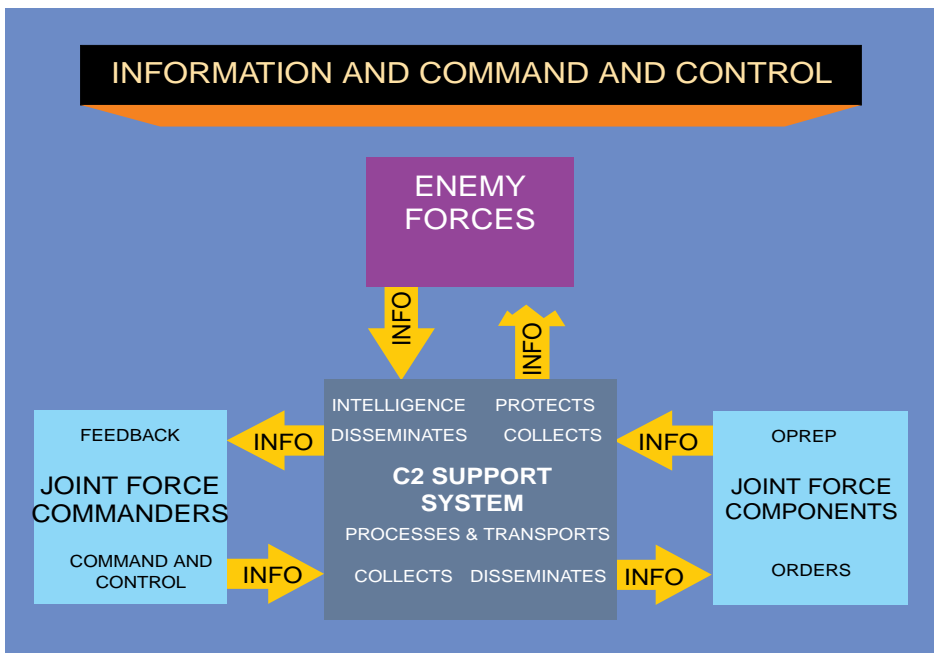 INFORMATION AND COMMAND AND CONTROL
ENEMY
FORCES
INFO
INFO
INTELLIGENCE
PROTECTS
DISSEMINATES
COLLECTS
C2 SUPPORT
SYSTEM
PROCESSES & TRANSPORTS
COLLECTS
DISSEMINATES
FEEDBACK
JOINT FORCE
COMMANDERS
COMMAND AND
CONTROL
INFO
INFO
INFO
INFO
OPREP
JOINT FORCE
COMPONENTS
ORDERS